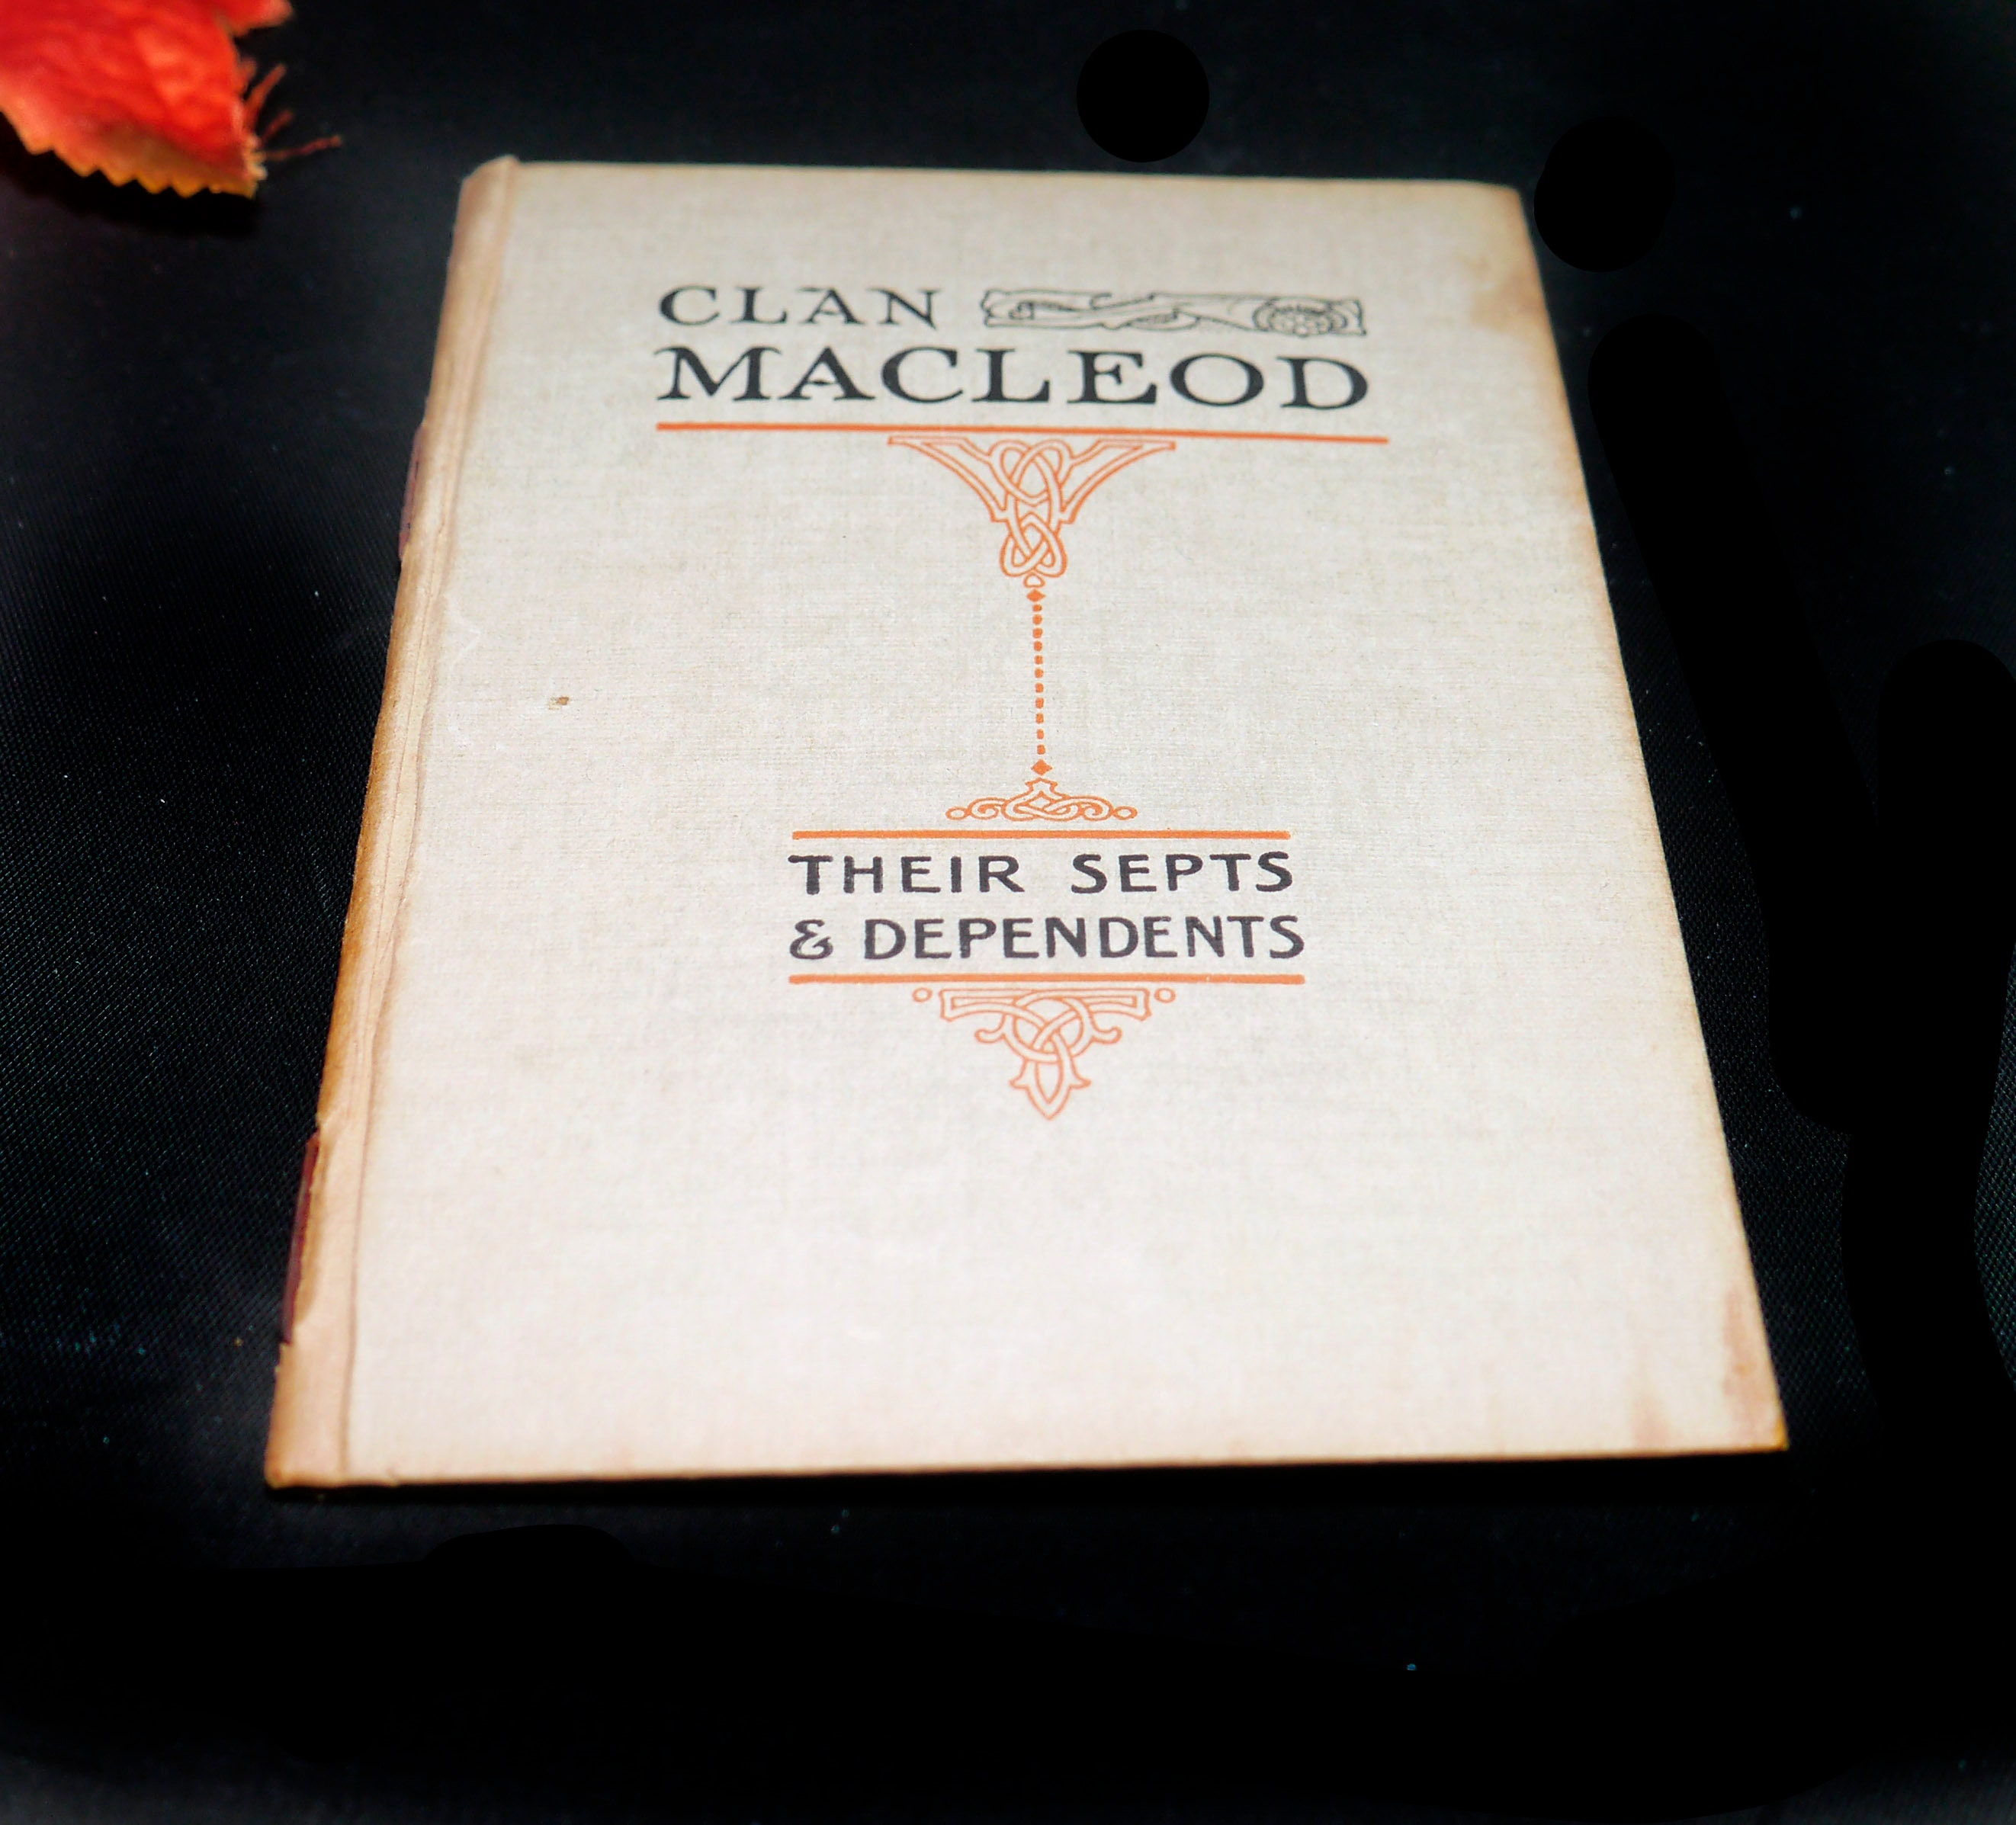 CLAN
MACLEOD
THEIR SEPTS
& DEPENDENTS